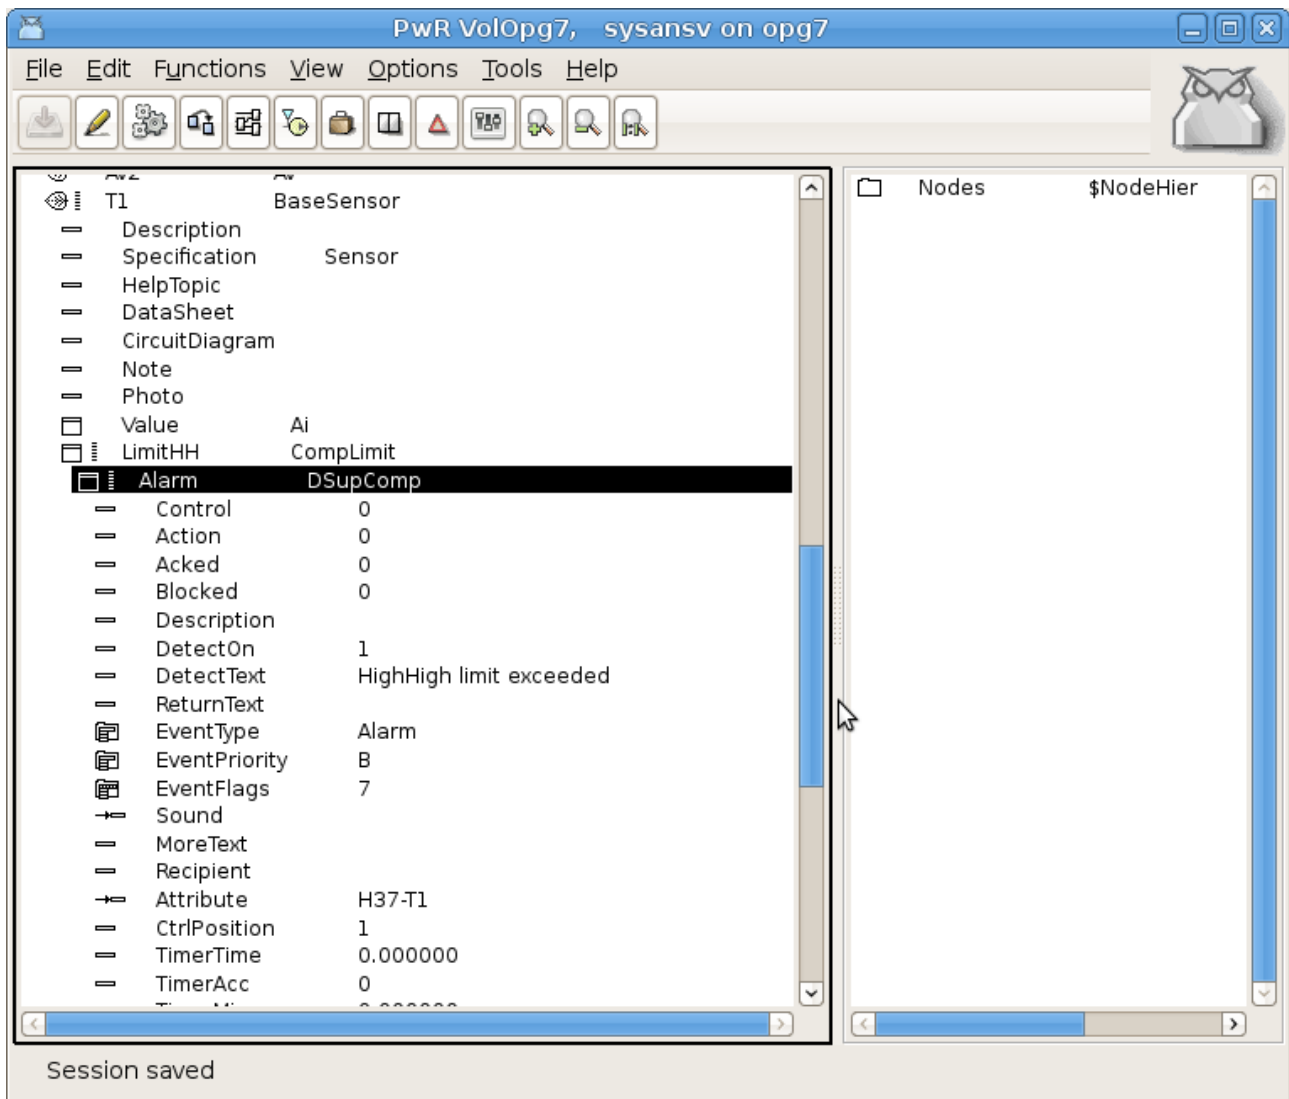 PwR VolOpg7, sysansv on opg7
File Edit Functions View Options Tools Help
T1 BaseSensor
Description
Specification Sensor
HelpTopic
DataSheet
CircuitDiagram
Note
Photo
Value Ai
LimitHH CompLimit
Alarm DSupComp
Control 0
Action 0
Acked 0
Blocked 0
Description
DetectOn 1
DetectText HighHigh limit exceeded
ReturnText
EventType Alarm
EventPriority B
EventFlags 7
Sound
MoreText
Recipient
Attribute H37-T1
CtrlPosition 1
TimerTime 0.000000
TimerAcc 0
Nodes $NodeHier
Session saved